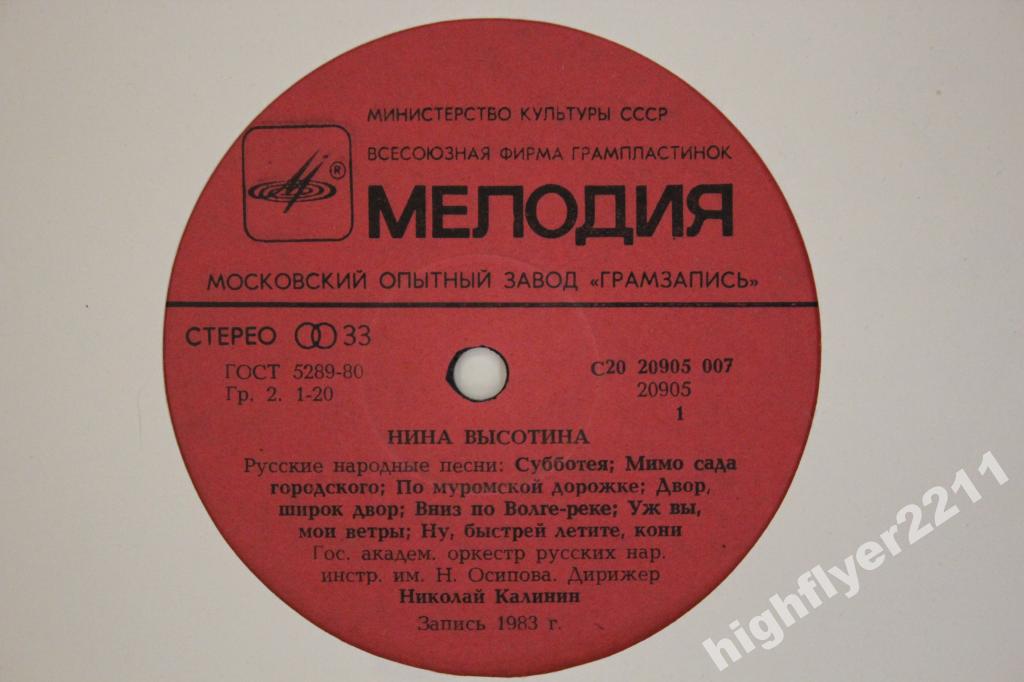 МИНИСТЕРСТВО КУЛЬТУРЫ СССР
ВСЕСОЮЗНАЯ ФИРМА ГРАМПЛАСТИНОК
®
МЕЛОДИЯ
МОСКОВСКИЙ ОПЫТНЫЙ ЗАВОД «ГРАМЗАПИСЬ»
СТЕРЕО 33
ГОСТ 5289-80
Гр. 2. 1-20
С20 20905 007
20905
1
НИНА ВЫСОТИНА
Русские народные песни: Субботея; Мимо сада
городского; По муромской дорожке; Двор,
широк двор; Вниз по Волге-реке; Уж вы,
мои ветры; Ну, быстрей летите, кони
Гос. академ. оркестр русских нар.
инстр. им. Н. Осипова. Дирижер
Николай Калинин
Запись 1983 г.
highflyer2211